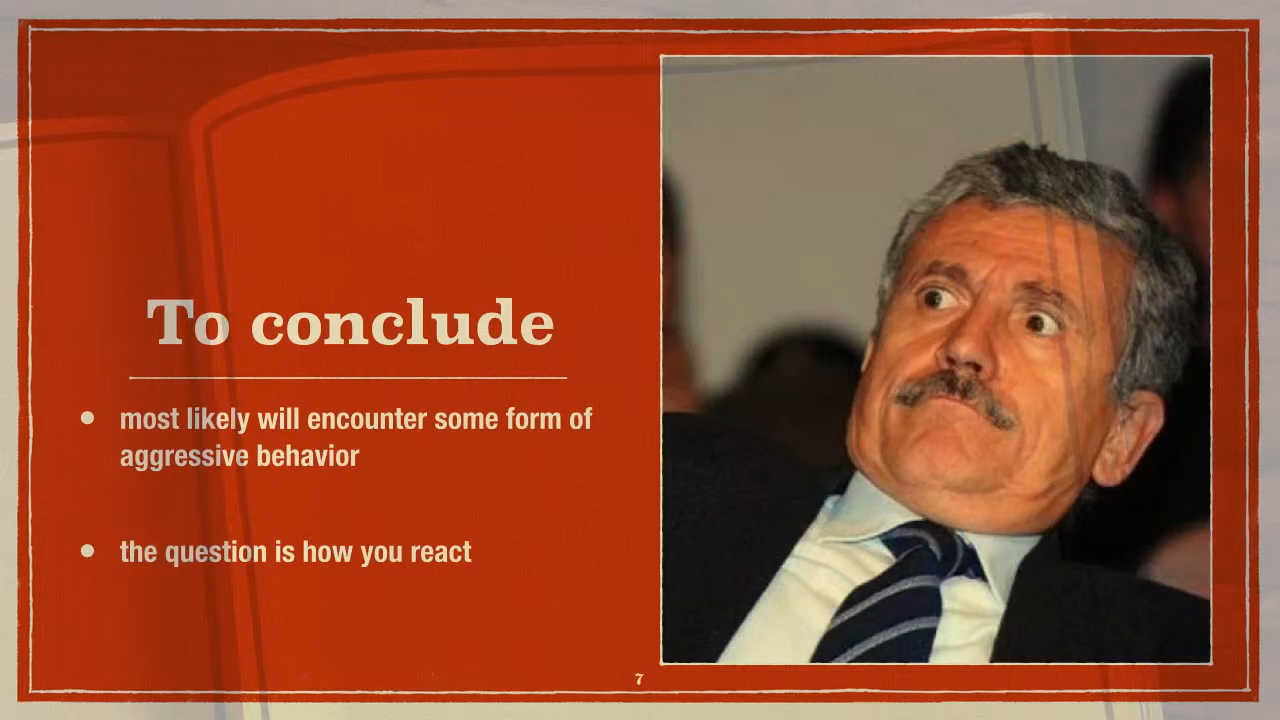 To conclude
most likely will encounter some form of
aggressive behavior
the question is how you react
7